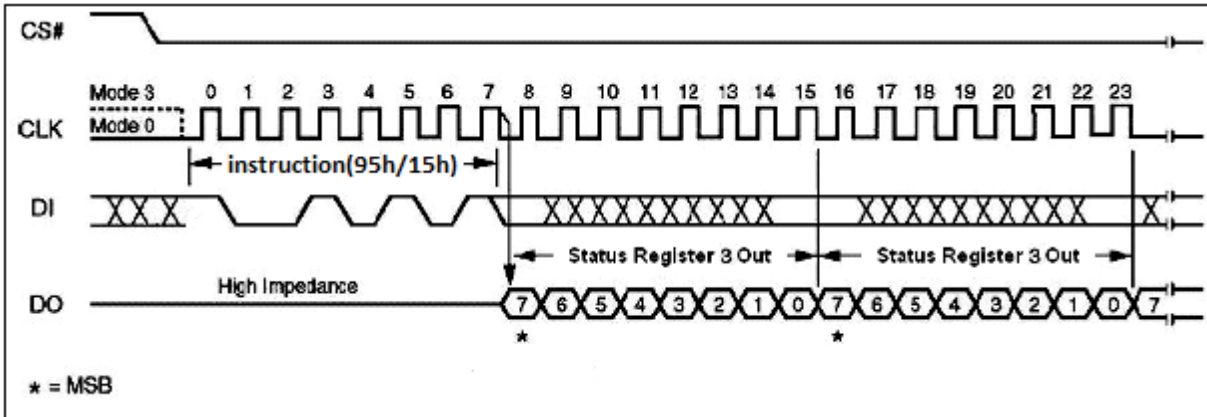 CS#
Mode 3 0 1 2 3 4 5 6 7 8 9 10 11 12 13 14 15 16 17 18 19 20 21 22 23
CLK Mode 0
instruction(95h/15h)
DI
Status Register 3 Out Status Register 3 Out
High Impedance
DO 7 6 5 4 3 2 1 0 7 6 5 4 3 2 1 0 7
* *
* = MSB